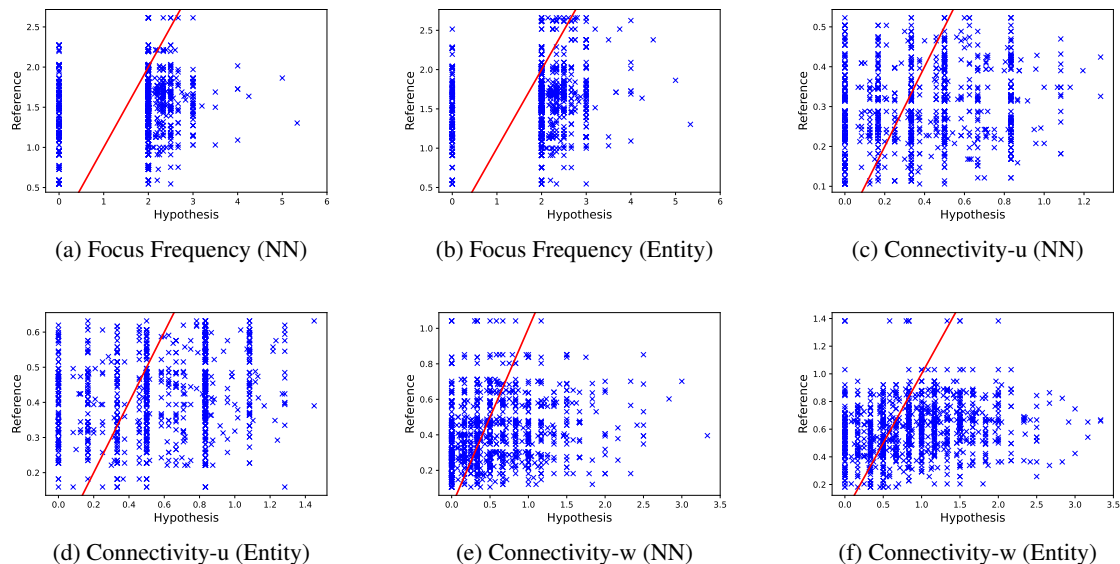 2.5
2.0
1.5
1.0
0.5
Reference
0 1 2 3 4 5 6
Hypothesis
(a) Focus Frequency (NN)
2.5
2.0
1.5
1.0
0.5
Reference
0 1 2 3 4 5 6
Hypothesis
(b) Focus Frequency (Entity)
0.5
0.4
0.3
0.2
0.1
Reference
0.0 0.2 0.4 0.6 0.8 1.0 1.2
Hypothesis
(c) Connectivity-u (NN)
0.6
0.5
0.4
0.3
0.2
Reference
0.0 0.2 0.4 0.6 0.8 1.0 1.2 1.4
Hypothesis
(d) Connectivity-u (Entity)
1.0
0.8
0.6
0.4
0.2
Reference
0.0 0.5 1.0 1.5 2.0 2.5 3.0 3.5
Hypothesis
(e) Connectivity-w (NN)
1.4
1.2
1.0
0.8
0.6
0.4
0.2
Reference
0.0 0.5 1.0 1.5 2.0 2.5 3.0 3.5
Hypothesis
(f) Connectivity-w (Entity)